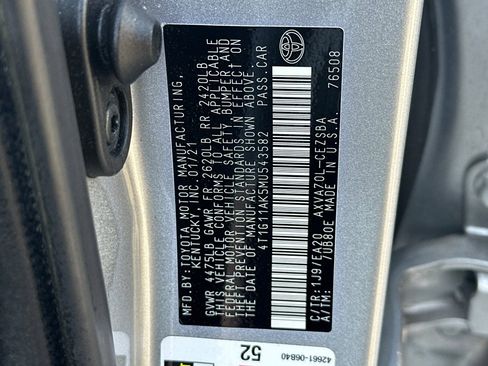 MFD. BY: TOYOTA MOTOR MANUFACTURING,
KENTUCKY, INC. 01/21
GVWR 4475LB GAWR FR 2620LB RR 2420LB
THIS VEHICLE CONFORMS TO ALL APPLICABLE
FEDERAL MOTOR VEHICLE SAFETY, BUMPER, AND
THEFT PREVENTION STANDARDS IN EFFECT ON THE
DATE OF MANUFACTURE SHOWN ABOVE.
4T1G11AK5MU543582 PASS. CAR
C/TR: 1J9/EA20 AXVA70L-CEZSBA
A/TM: /UB80E MADE IN U.S.A.
76508
42661-06840
52